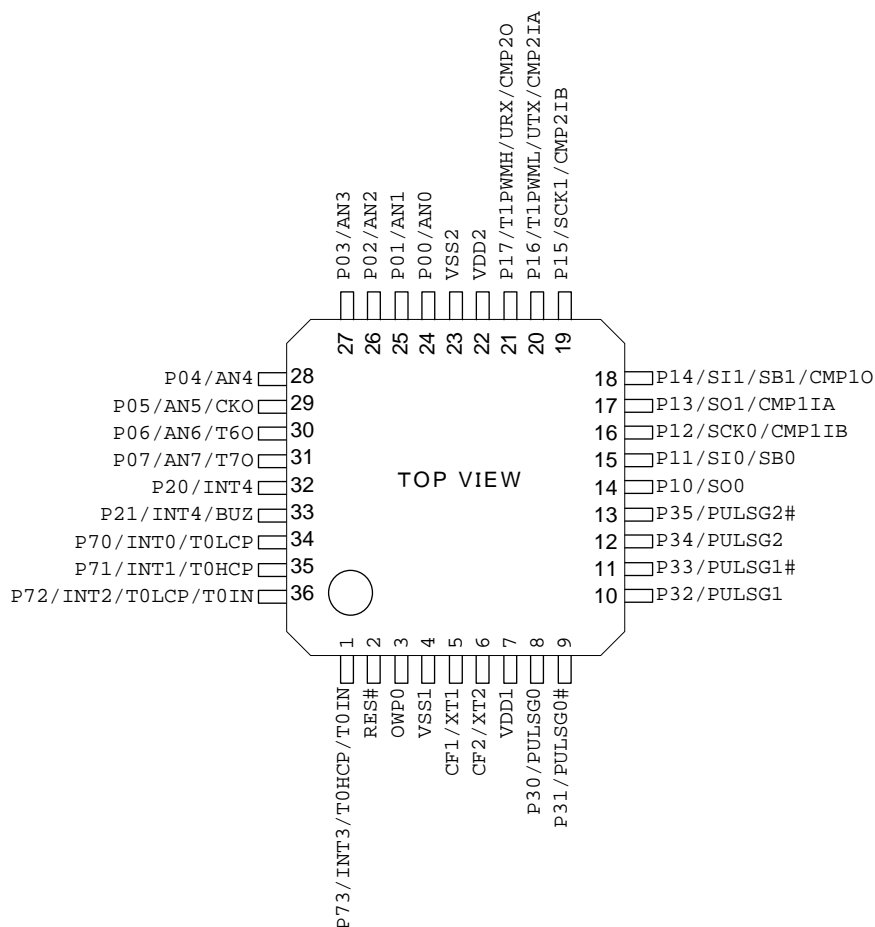 P03/AN3
P02/AN2
P01/AN1
P00/AN0
VSS2
VDD2
P17/T1PWMH/URX/CMP2O
P16/T1PWML/UTX/CMP2IA
P15/SCK1/CMP2IB
27
26
25
24
23
22
21
20
19
P04/AN4 28
P05/AN5/CKO 29
P06/AN6/T6O 30
P07/AN7/T7O 31
P20/INT4 32
P21/INT4/BUZ 33
P70/INT0/T0LCP 34
P71/INT1/T0HCP 35
P72/INT2/T0LCP/T0IN 36
TOP VIEW
18 P14/SI1/SB1/CMP1O
17 P13/SO1/CMP1IA
16 P12/SCK0/CMP1IB
15 P11/SI0/SB0
14 P10/SO0
13 P35/PULSG2#
12 P34/PULSG2
11 P33/PULSG1#
10 P32/PULSG1
1
2
3
4
5
6
7
8
9
P73/INT3/T0HCP/T0IN
RES#
OWP0
VSS1
CF1/XT1
CF2/XT2
VDD1
P30/PULSG0
P31/PULSG0#